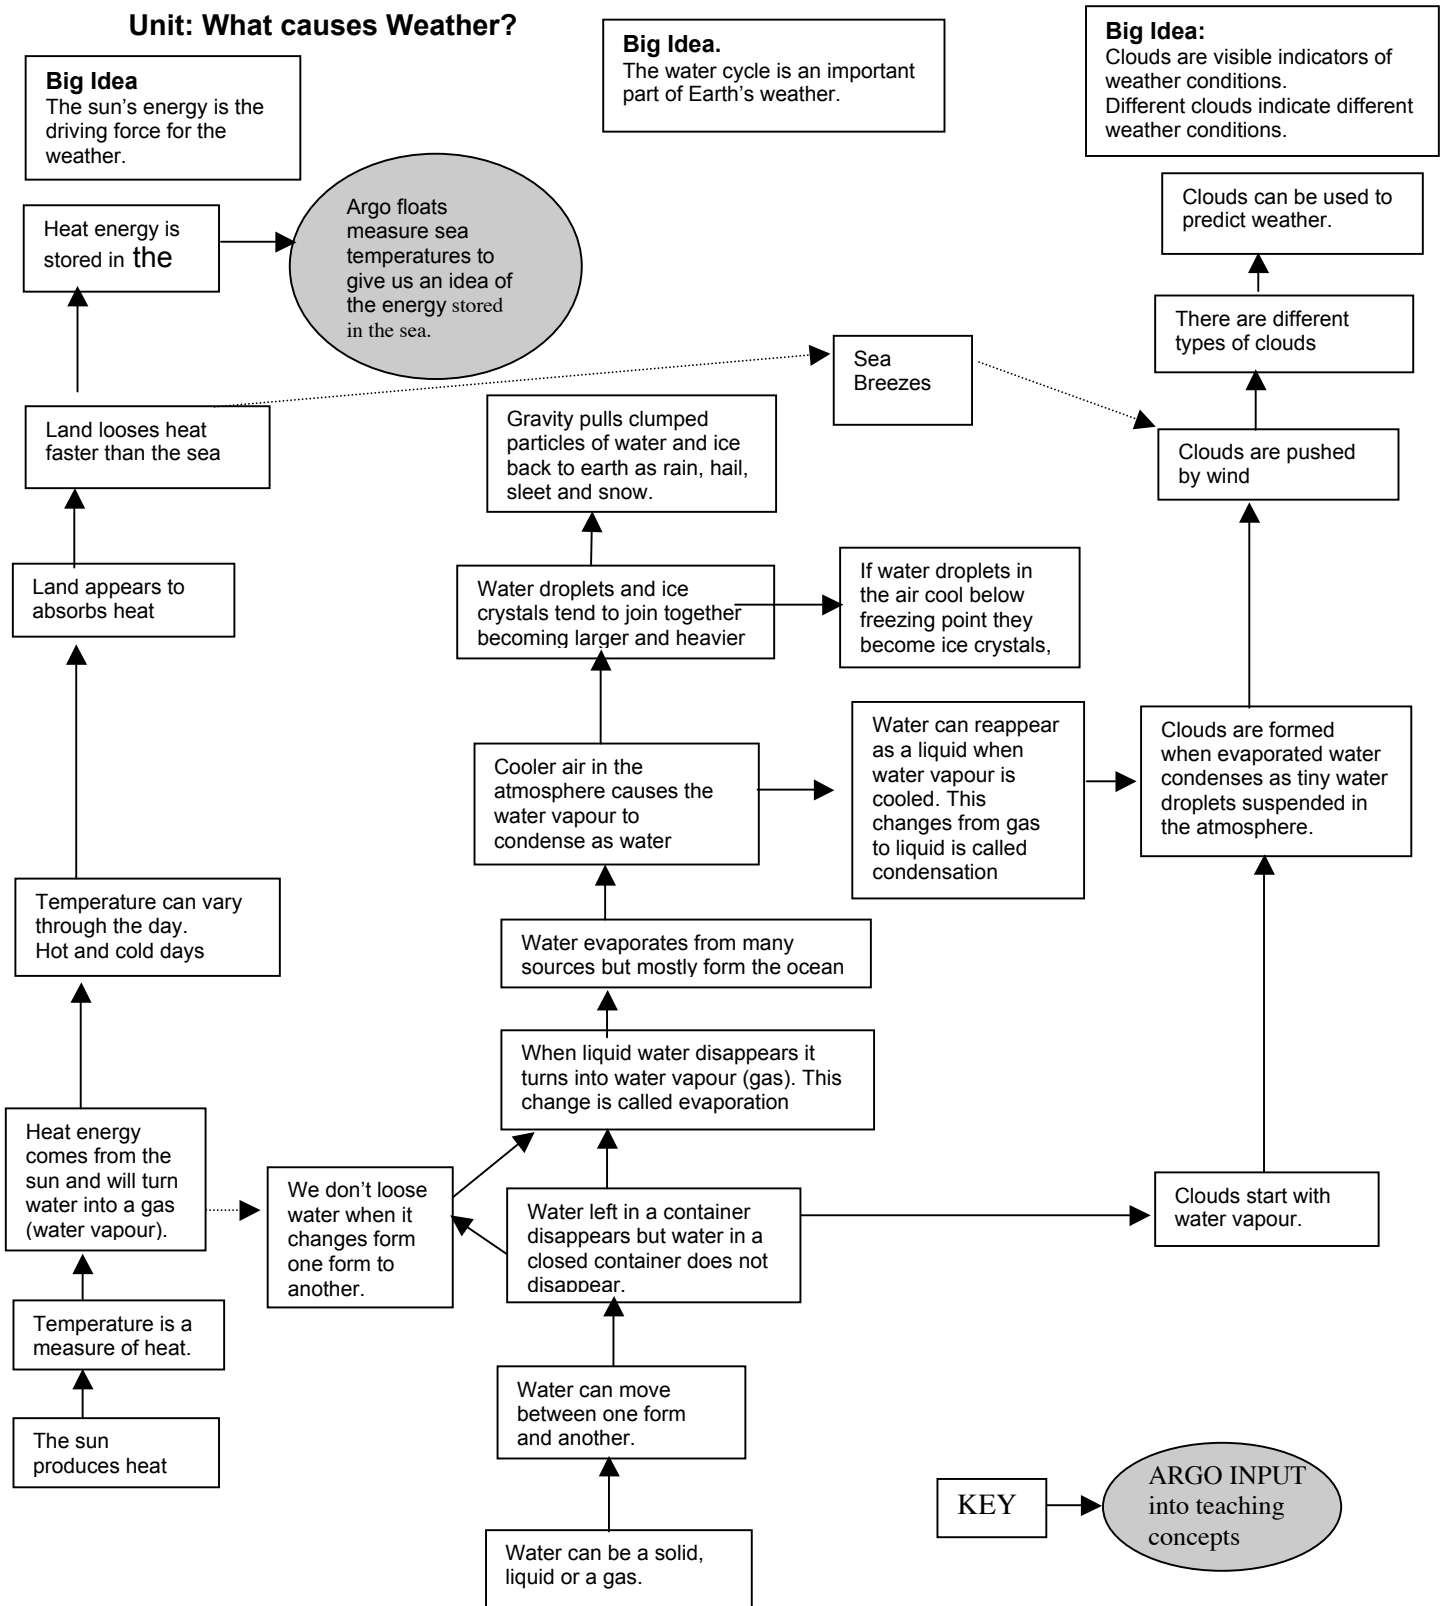 Unit: What causes Weather?
Big Idea
The sun's energy is the
driving force for the
weather.
Big Idea.
The water cycle is an important
part of Earth's weather.
Big Idea:
Clouds are visible indicators of
weather conditions.
Different clouds indicate different
weather conditions.
Heat energy is
stored in the
Argo floats
measure sea
temperatures to
give us an idea of
the energy stored
in the sea.
Clouds can be used to
predict weather.
There are different
types of clouds
Sea
Breezes
Land looses heat
faster than the sea
Gravity pulls clumped
particles of water and ice
back to earth as rain, hail,
sleet and snow.
Clouds are pushed
by wind
Land appears to
absorbs heat
Water droplets and ice
crystals tend to join together
becoming larger and heavier
If water droplets in
the air cool below
freezing point they
become ice crystals,
Cooler air in the
atmosphere causes the
water vapour to
condense as water
Water can reappear
as a liquid when
water vapour is
cooled. This
changes from gas
to liquid is called
condensation
Clouds are formed
when evaporated water
condenses as tiny water
droplets suspended in
the atmosphere.
Temperature can vary
through the day.
Hot and cold days
Water evaporates from many
sources but mostly form the ocean
When liquid water disappears it
turns into water vapour (gas). This
change is called evaporation
Heat energy
comes from the
sun and will turn
water into a gas
(water vapour).
We don't loose
water when it
changes form
one form to
another.
Water left in a container
disappears but water in a
closed container does not
disappear.
Clouds start with
water vapour.
Temperature is a
measure of heat.
Water can move
between one form
and another.
The sun
produces heat
Water can be a solid,
liquid or a gas.
KEY
ARGO INPUT
into teaching
concepts